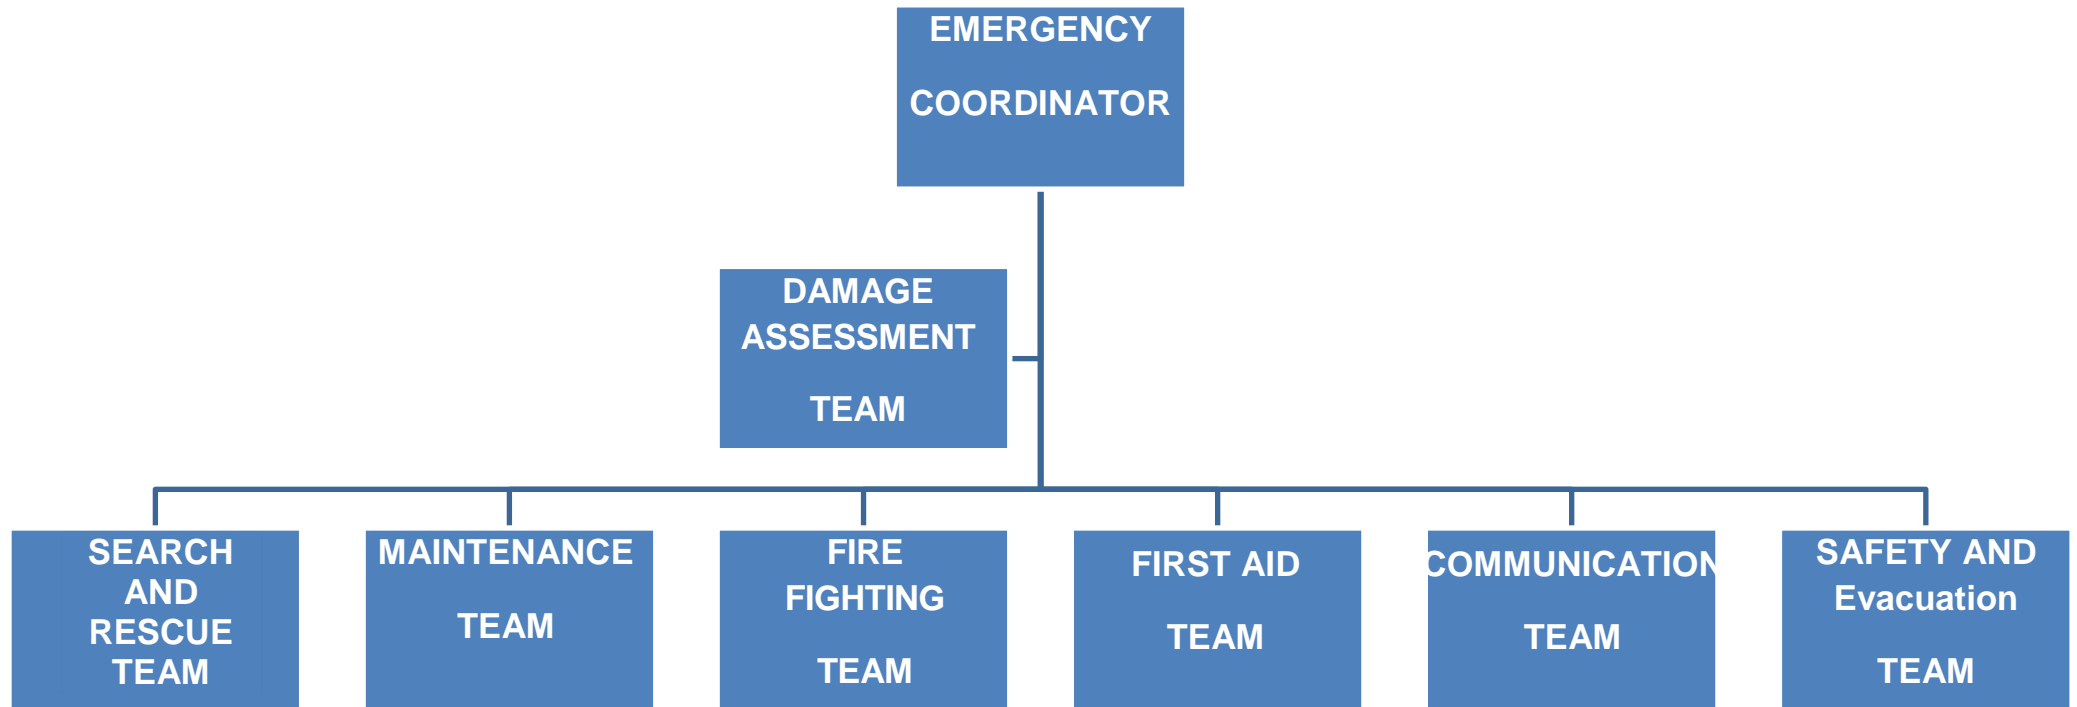 EMERGENCY
COORDINATOR
DAMAGE
ASSESSMENT
TEAM
SEARCH
AND
RESCUE
TEAM
MAINTENANCE
TEAM
FIRE
FIGHTING
TEAM
FIRST AID
TEAM
COMMUNICATION
TEAM
SAFETY AND
Evacuation
TEAM